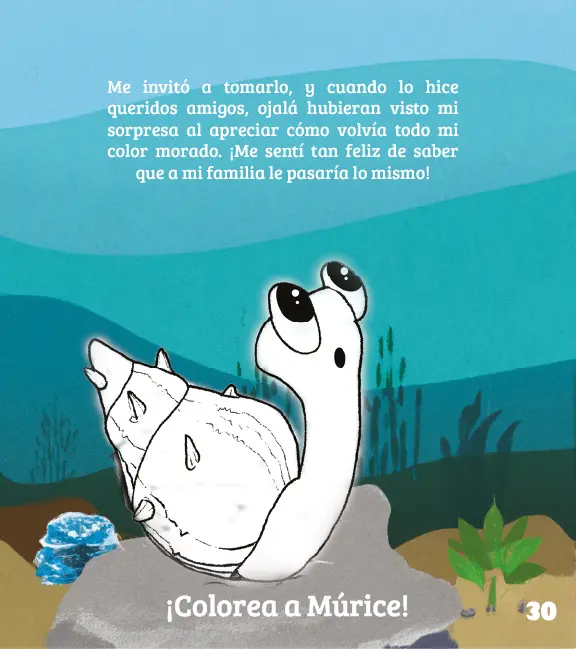 Me invitó a tomarlo, y cuando lo hice
queridos amigos, ojalá hubieran visto mi
sorpresa al apreciar cómo volvía todo mi
color morado. ¡Me sentí tan feliz de saber
que a mi familia le pasaría lo mismo!
¡Colorea a Múrice!
30